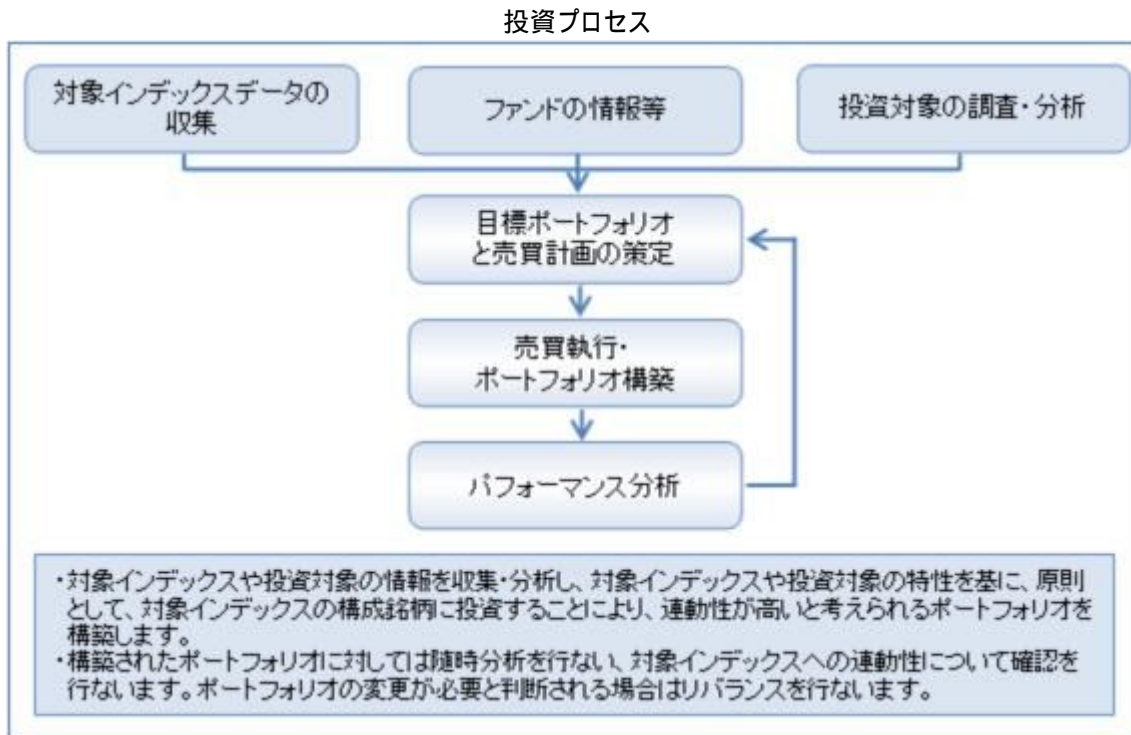 投資プロセス
対象インデックスデータの
収集
ファンドの情報等
投資対象の調査・分析
目標ポートフォリオ
と売買計画の策定
売買執行・
ポートフォリオ構築
パフォーマンス分析
・対象インデックスや投資対象の情報を収集・分析し、対象インデックスや投資対象の特性を基に、原則
として、対象インデックスの構成銘柄に投資することにより、連動性が高いと考えられるポートフォリオを
構築します。
・構築されたポートフォリオに対しては随時分析を行ない、対象インデックスへの連動性について確認を
行ないます。ポートフォリオの変更が必要と判断される場合はリバランスを行ないます。